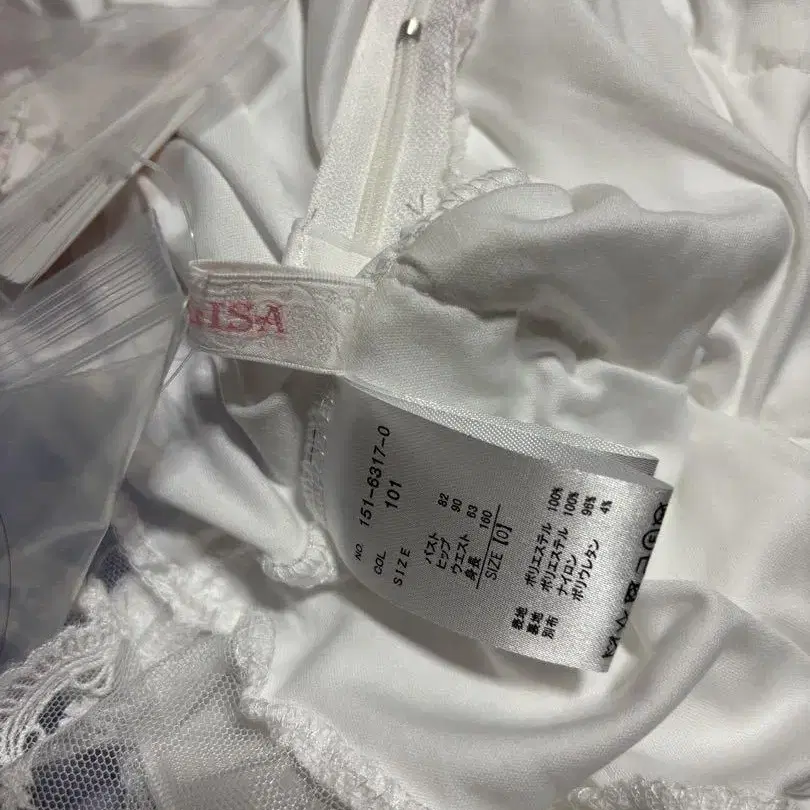 ISA
NO. 151-6317-0
COL 101
SIZE
バスト 82
ヒップ 90
ウエスト 63
身長 160
SIZE【0】
表地 ポリエステル 100%
裏地 ポリエステル 100%
別布 ナイロン 96%
ポリウレタン 4%